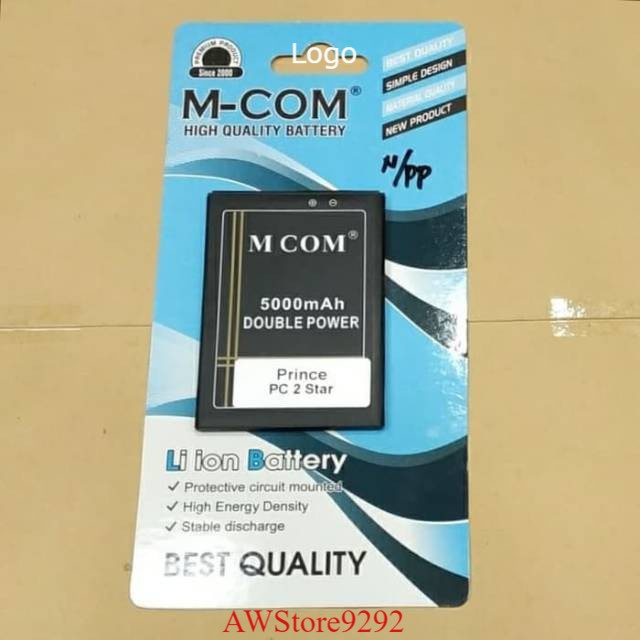 PREMIUM PRODUCT
Since 2000
Logo
BEST QUALITY
SIMPLE DESIGN
MATERIAL QUALITY
NEW PRODUCT
M-COM®
HIGH QUALITY BATTERY
N/PP
M COM®
5000mAh
DOUBLE POWER
Prince
PC 2 Star
Li ion Battery
✓ Protective circuit mounted
✓ High Energy Density
✓ Stable discharge
BEST QUALITY
AWStore9292